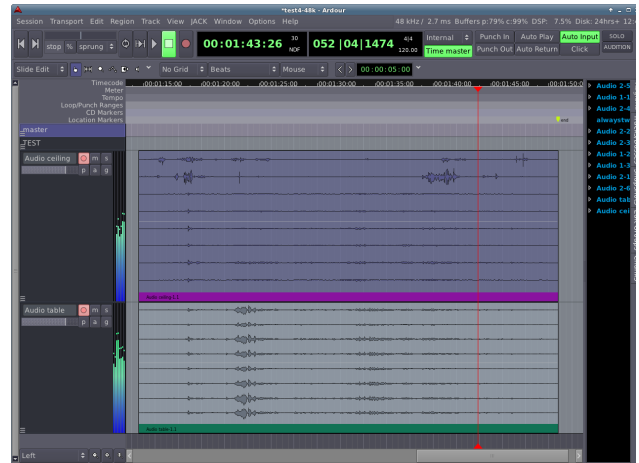 *test4-48k - Ardour
Session Transport Edit Region Track View JACK Window Options Help
48 kHz / 2.7 ms Buffers p:79% c:99% DSP: 7.5% Disk: 24hrs+ 12:
stop % sprung
00:01:43:26 30 NDF
052 |04|1474 4|4 120.00
Internal Punch In Auto Play Auto Input SOLO
Time master Punch Out Auto Return Click AUDITION
Slide Edit No Grid Beats Mouse 00:00:05:00
Timecode 00:01:15:00 00:01:20:00 00:01:25:00 00:01:30:00 00:01:35:00 00:01:40:00 00:01:45:00 00:01:50:0
Meter
Tempo
Loop/Punch Ranges
CD Markers
Location Markers end
master
TEST
Audio ceiling m s
p a g
Audio ceiling-1.1
Audio table m s
p a g
Audio table-1.1
Left
Audio 2-5
Audio 1-1
Audio 2-4
alwaystw
Audio 2-2
Audio 2-3
Audio 1-2
Audio 1-3
Audio 2-1
Audio 2-6
Audio tab
Audio cei